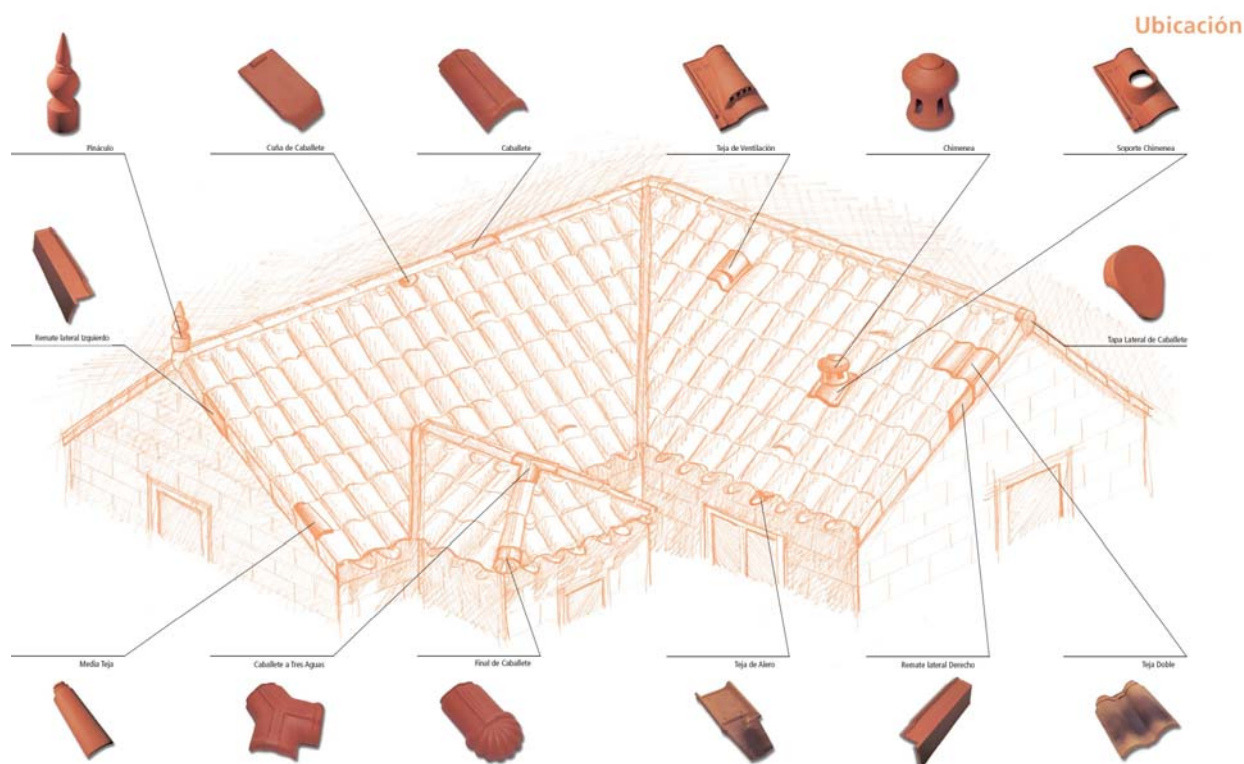 Ubicación
Pináculo
Cuña de Caballete
Caballete
Teja de Ventilación
Chimenea
Soporte Chimenea
Remate lateral Izquierdo
Tapa Lateral de Caballete
Media Teja
Caballete a Tres Aguas
Final de Caballete
Teja de Alero
Remate lateral Derecho
Teja Doble